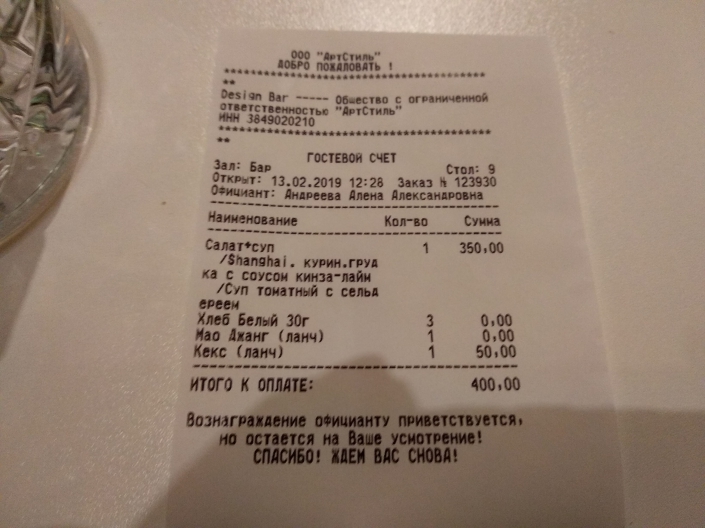 ООО "АртСтиль"
ДОБРО ПОЖАЛОВАТЬ !
**********************************
**
Design Bar ----- Общество с ограниченной
ответственностью "АртСтиль"
ИНН 3849020210
**********************************
**
ГОСТЕВОЙ СЧЕТ
Зал: Бар Стол: 9
Открыт: 13.02.2019 12:28 Заказ № 123930
Официант: Андреева Алена Александровна
Наименование Кол-во Сумма
Салат+суп 1 350,00
/Shanghai. курин.груд
ка с соусом кинза-лайм
/Суп томатный с сельд
ереем
Хлеб Белый 30г 3 0,00
Мао Джанг (ланч) 1 0,00
Кекс (ланч) 1 50,00
ИТОГО К ОПЛАТЕ: 400,00
Вознаграждение официанту приветствуется,
но остается на Ваше усмотрение!
СПАСИБО! ЖДЕМ ВАС СНОВА!